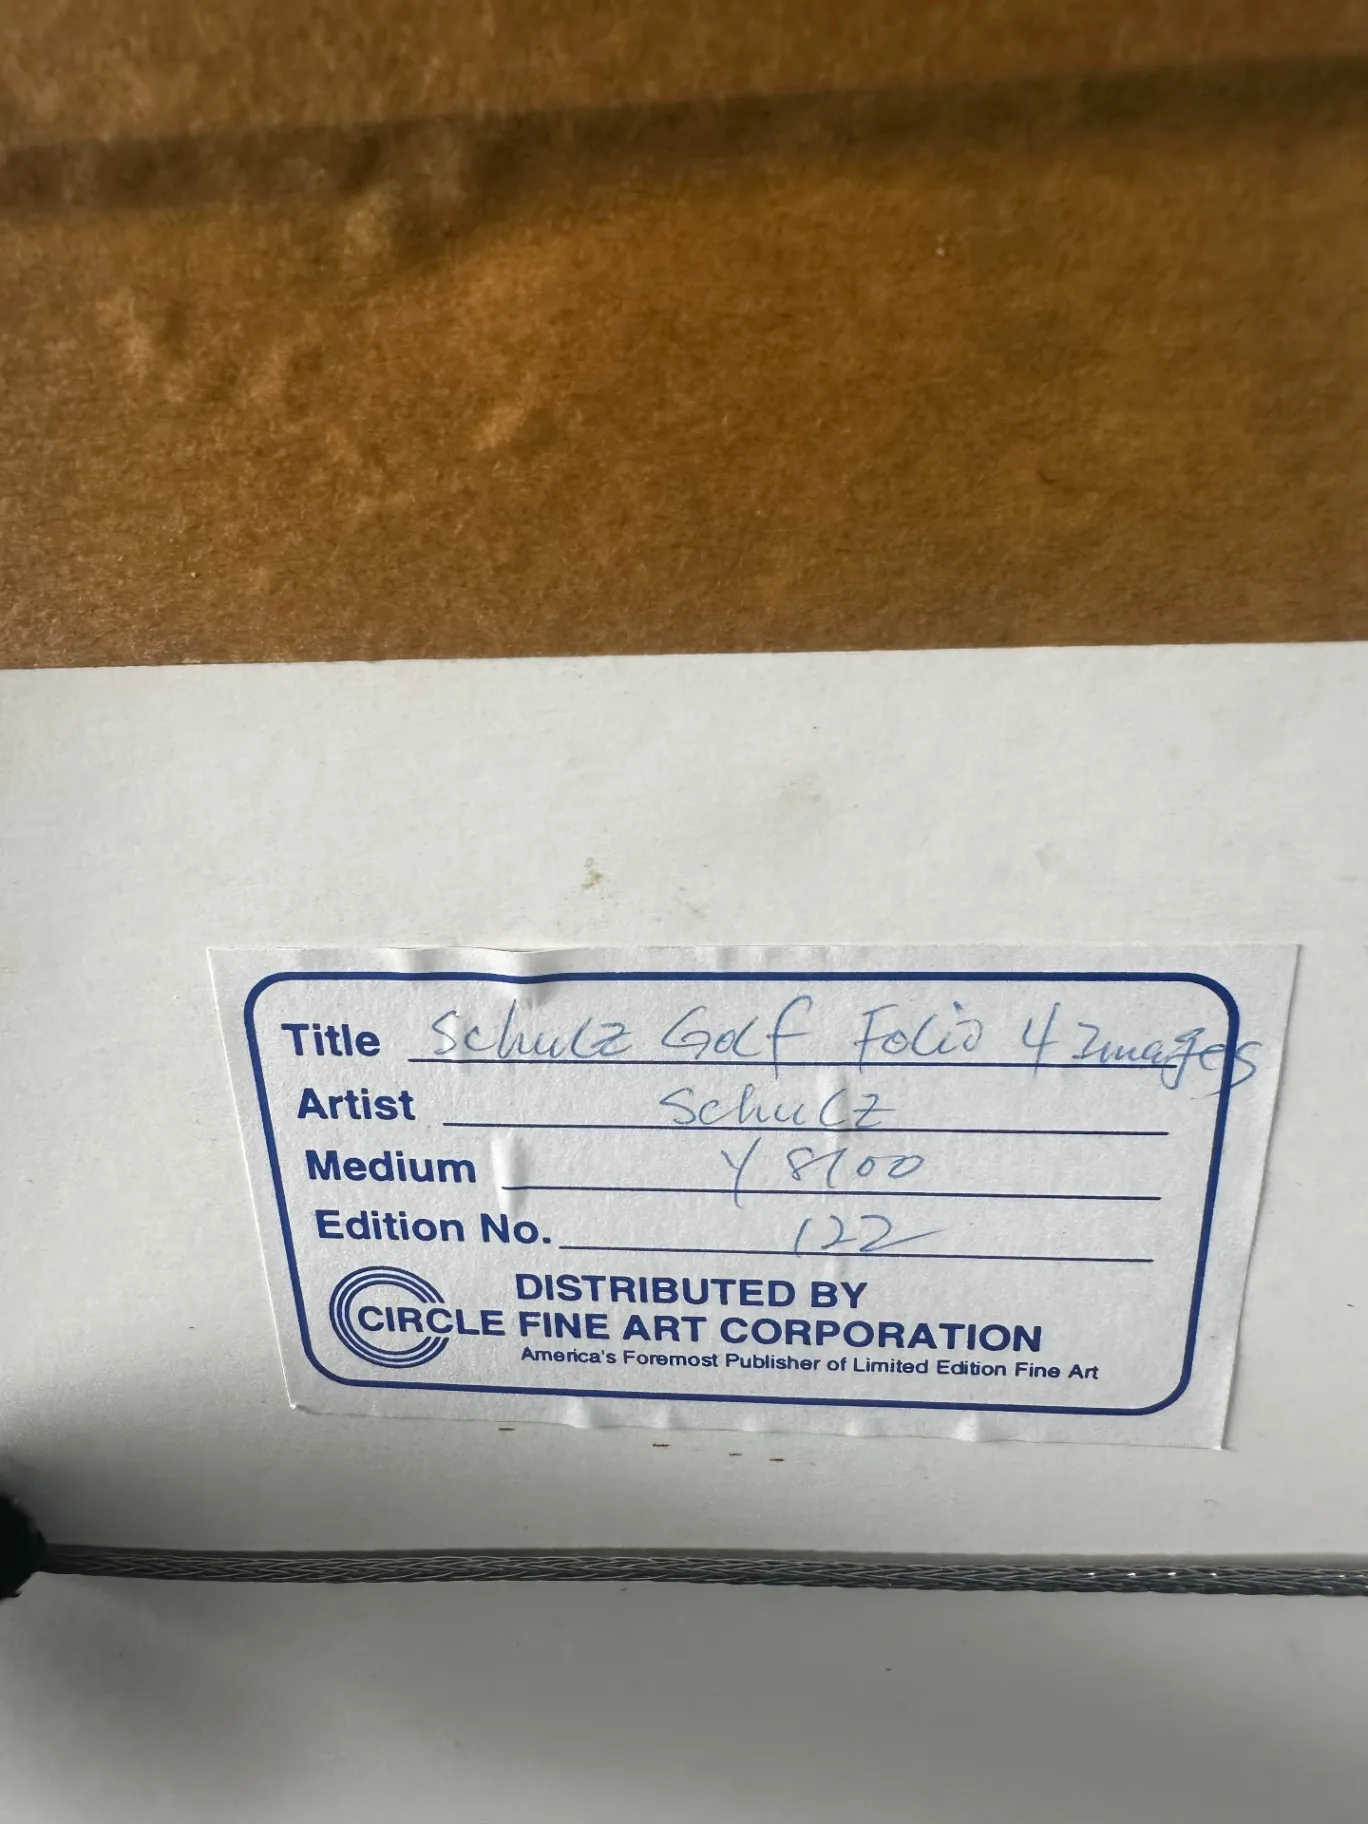 Title Schulz Golf Folio 4 Images
Artist Schulz
Medium Y 8100
Edition No. 122
DISTRIBUTED BY
CIRCLE FINE ART CORPORATION
America's Foremost Publisher of Limited Edition Fine Art